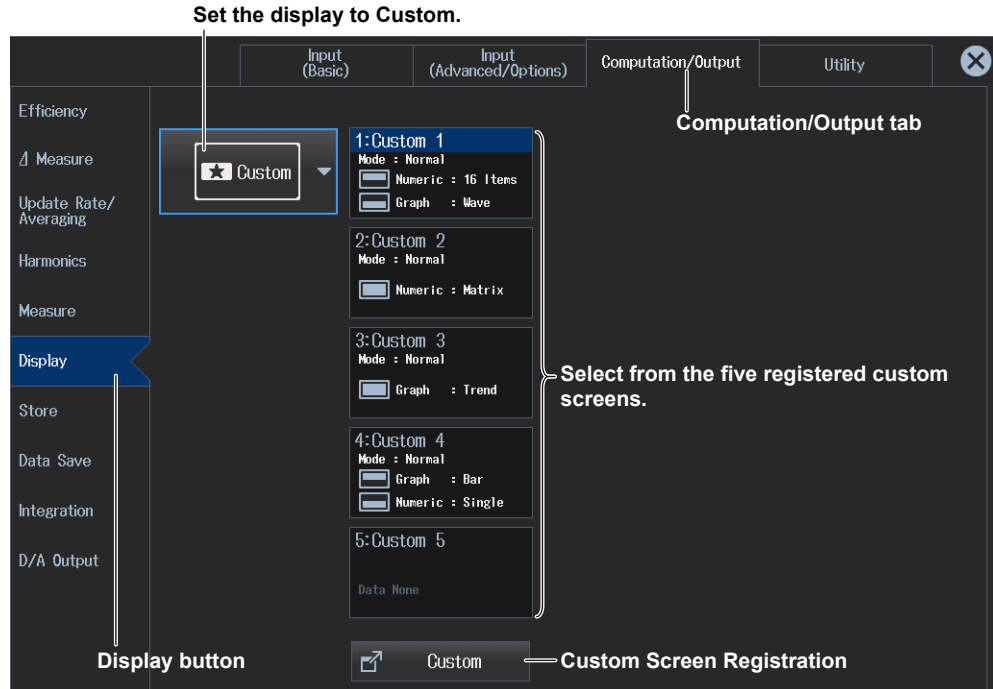 Set the display to Custom.
Input
(Basic)
Input
(Advanced/Options)
Computation/Output
Utility
Computation/Output tab
Efficiency
⊿ Measure
Update Rate/
Averaging
Harmonics
Measure
Display
Store
Data Save
Integration
D/A Output
Custom
1:Custom 1
Mode : Normal
Numeric : 16 Items
Graph : Wave
2:Custom 2
Mode : Normal
Numeric : Matrix
3:Custom 3
Mode : Normal
Graph : Trend
4:Custom 4
Mode : Normal
Graph : Bar
Numeric : Single
5:Custom 5
Data None
Select from the five registered custom
screens.
Display button
Custom
Custom Screen Registration